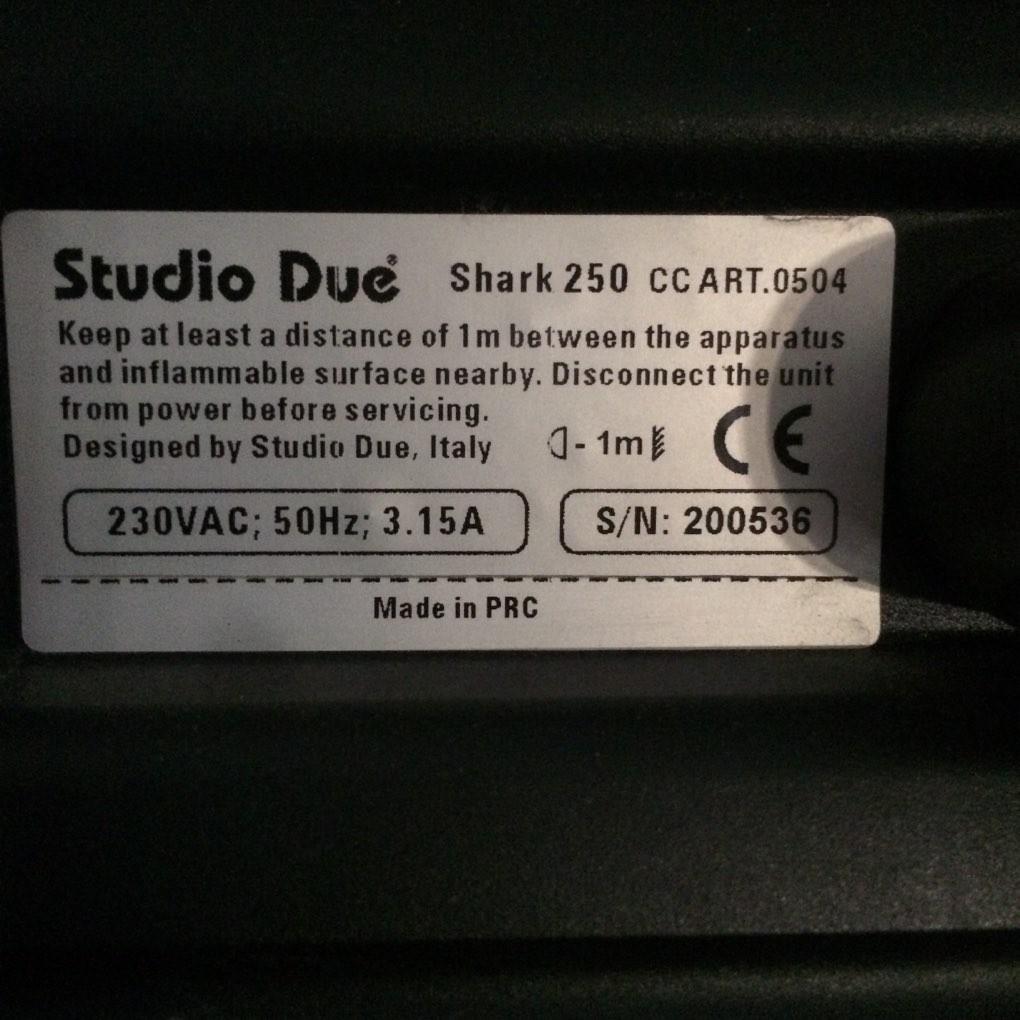 Studio Due® Shark 250 CC ART.0504
Keep at least a distance of 1m between the apparatus
and inflammable surface nearby. Disconnect the unit
from power before servicing.
Designed by Studio Due, Italy - 1m CE
230VAC; 50Hz; 3.15A S/N: 200536
Made in PRC